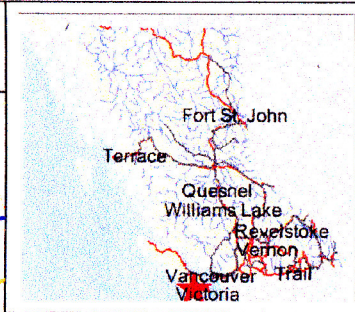 Fort St. John
Terrace
Quesnel
Williams Lake
Revelstoke
Vernon
Vancouver Trail
Victoria